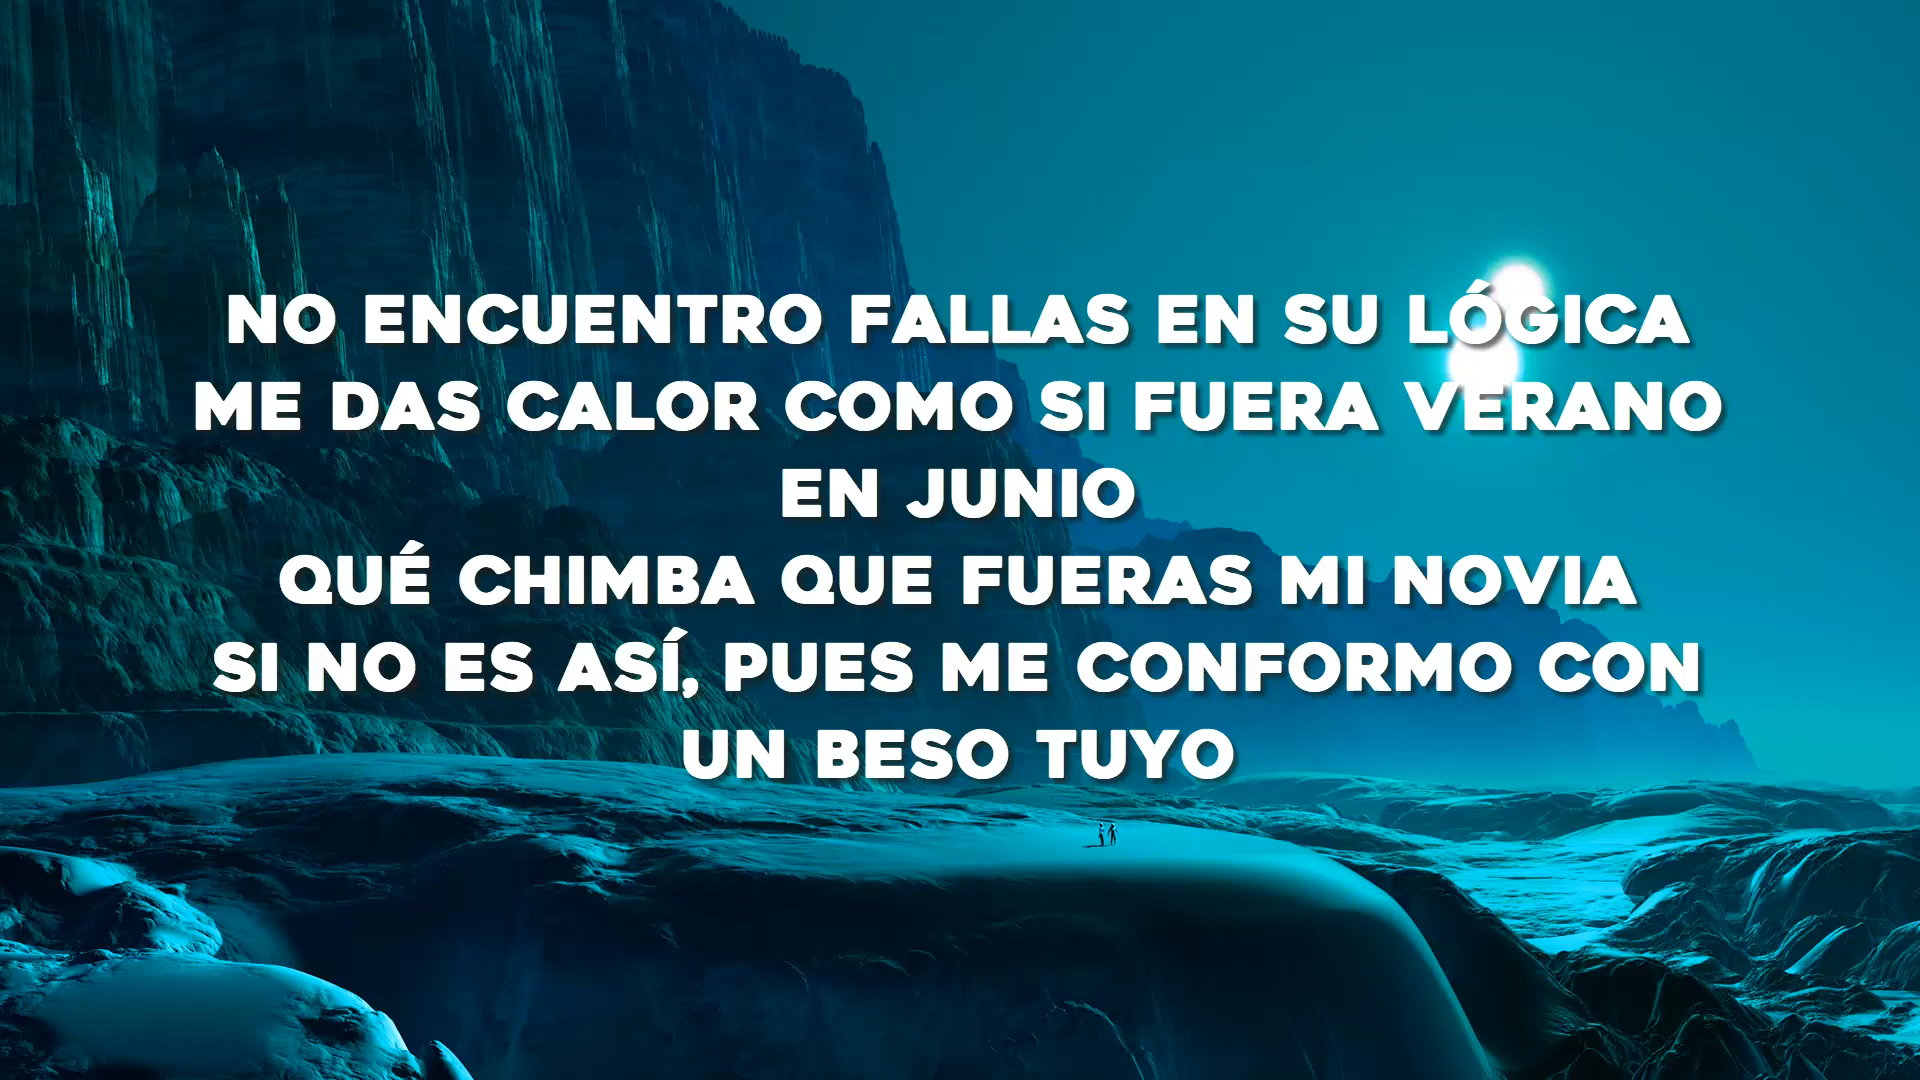 NO ENCUENTRO FALLAS EN SU LÓGICA
ME DAS CALOR COMO SI FUERA VERANO
EN JUNIO
QUÉ CHIMBA QUE FUERAS MI NOVIA
SI NO ES ASÍ, PUES ME CONFORMO CON
UN BESO TUYO